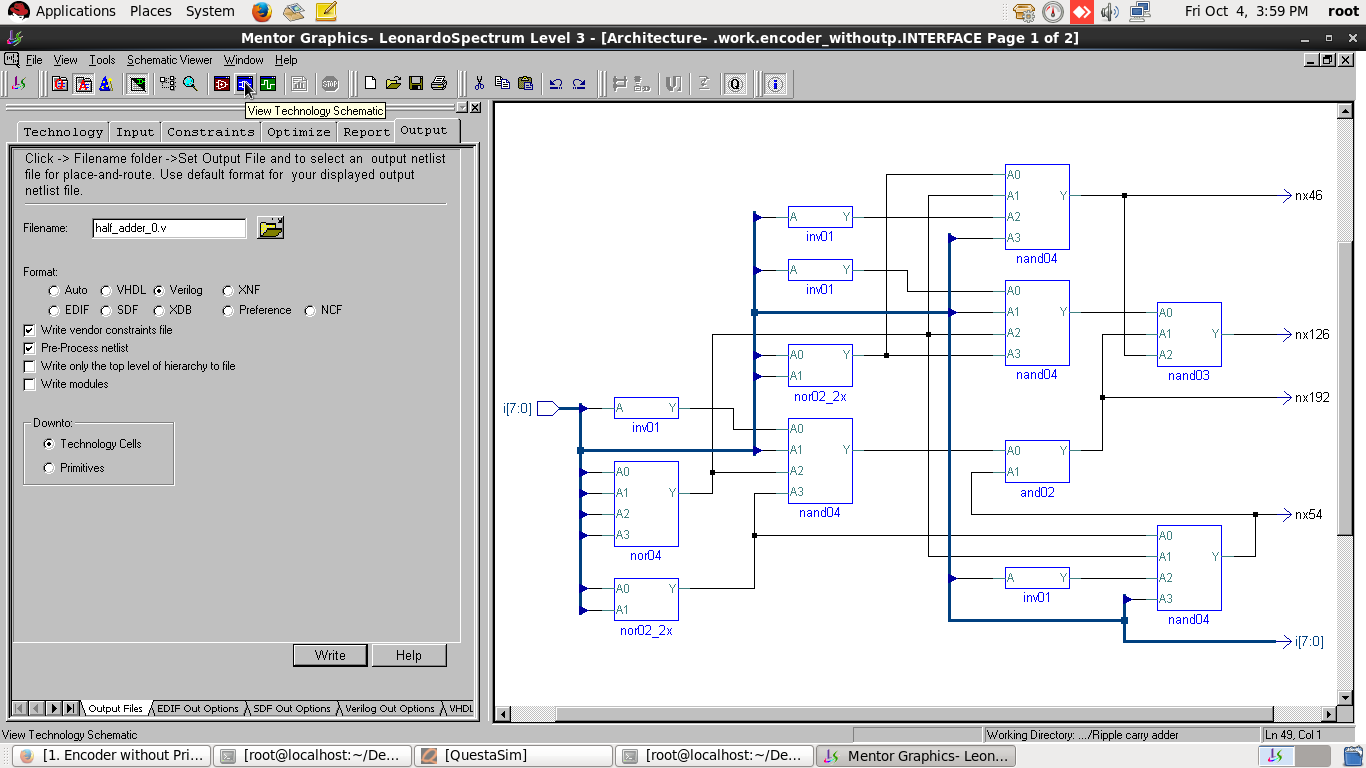 Applications Places System Fri Oct 4, 3:59 PM root
Mentor Graphics- LeonardoSpectrum Level 3 - [Architecture- .work.encoder_withoutp.INTERFACE Page 1 of 2]
File View Tools Schematic Viewer Window Help
STOP Q i
View Technology Schematic
Technology Input Constraints Optimize Report Output
Click -> Filename folder ->Set Output File and to select an output netlist
file for place-and-route. Use default format for your displayed output
netlist file.
Filename: half_adder_0.v
Format:
Auto VHDL Verilog XNF
EDIF SDF XDB Preference NCF
Write vendor constraints file
Pre-Process netlist
Write only the top level of hierarchy to file
Write modules
Downto:
Technology Cells
Primitives
Write Help
Output Files EDIF Out Options SDF Out Options Verilog Out Options VHDL
i[7:0]
A Y
inv01
A0 Y
A1
A2
A3
nor04
A0 Y
A1
nor02_2x
A Y
inv01
A Y
inv01
A0 Y
A1
nor02_2x
A0
A1 Y
A2
A3
nand04
A0
A1 Y
A2
A3
nand04
A0
A1 Y
A2
A3
nand04
A0 Y
A1
and02
A Y
inv01
A0
A1 Y
A2
nand03
A0
A1 Y
A2
A3
nand04
nx46
nx126
nx192
nx54
i[7:0]
View Technology Schematic Working Directory: .../Ripple carry adder Ln 49, Col 1
[1. Encoder without Pri... [root@localhost:~/De... [QuestaSim] [root@localhost:~/De... Mentor Graphics- Leon...